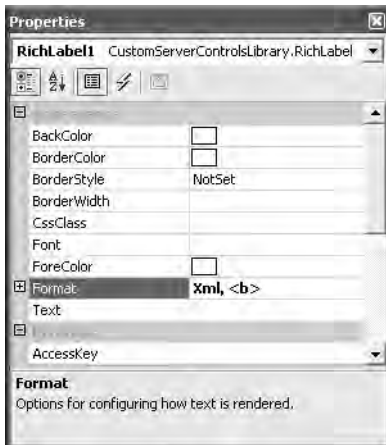 Properties
RichLabel1 CustomServerControlsLibrary.RichLabel
BackColor
BorderColor
BorderStyle NotSet
BorderWidth
CssClass
Font
ForeColor
Format Xml, <b>
Text
AccessKey
Format
Options for configuring how text is rendered.